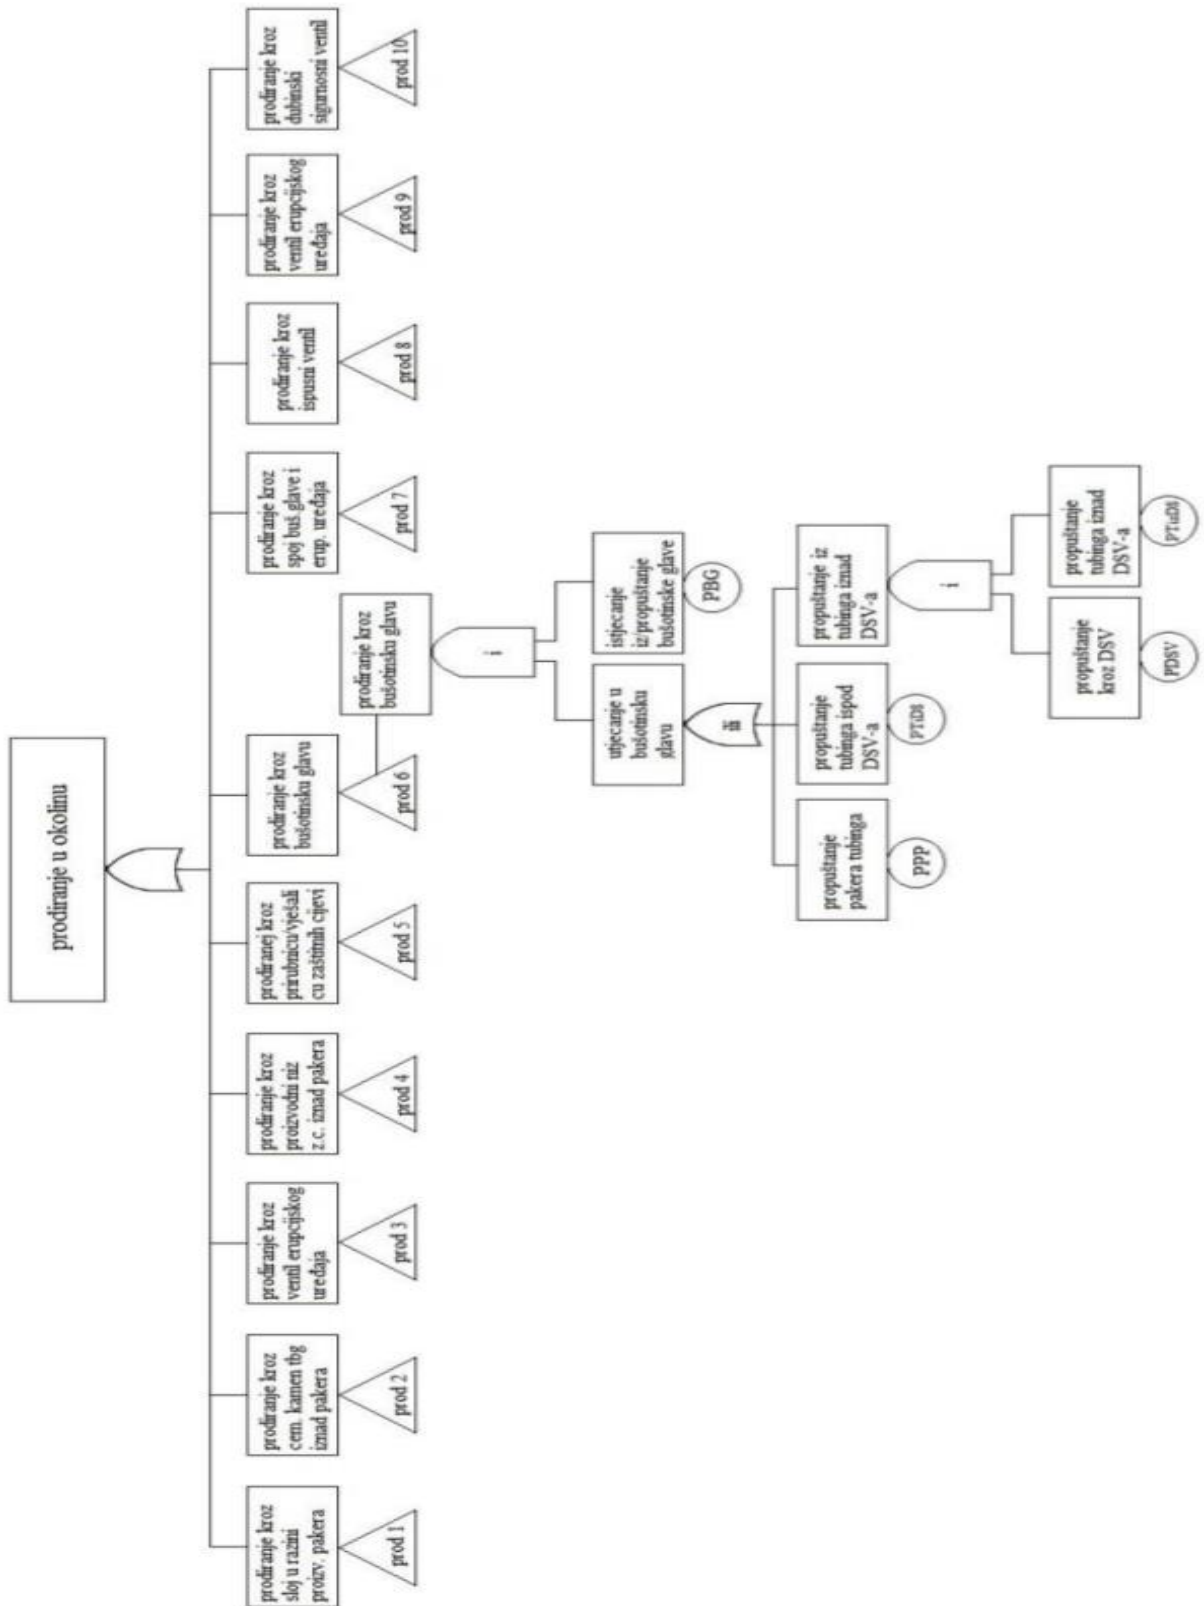 prodiranje u okolinu
prodiranje kroz
sloj u razini
proizv. pakera
prod 1
prodiranje kroz
cem. kamen tbg
iznad pakera
prod 2
prodiranje kroz
ventil erupcijskog
uređaja
prod 3
prodiranje kroz
proizvodni niz
z.c. iznad pakera
prod 4
prodiranej kroz
prirubnicu/vješali
cu zaštitnih cijevi
prod 5
prodiranje kroz
bušotinsku glavu
prod 6
prodiranje kroz
spoj buš glave i
erup. uređaja
prod 7
prodiranje kroz
ispusni ventil
prod 8
prodiranje kroz
ventil erupcijskog
uređaja
prod 9
prodiranje kroz
dubinski
sigurnosni ventil
prod 10
prodiranje kroz
bušotinsku glavu
i
utjecanje u
bušotinsku
glavu
istjecanje
iz/propuštanje
bušotinske glave
ili
PBG
propuštanje
pakera tubinga
PPP
propuštanje
tubinga ispod
DSV-a
PTiDS
propuštanje iz
tubinga iznad
DSV-a
i
propuštanje
kroz DSV
PDSV
propuštanje
tubinga iznad
DSV-a